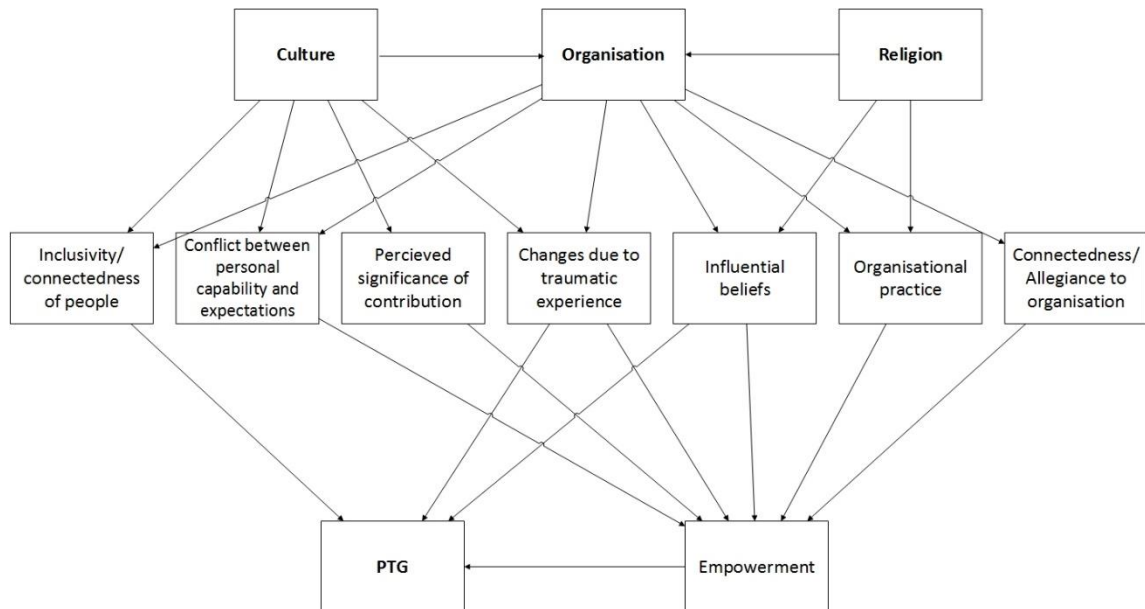 Culture
Organisation
Religion
Inclusivity/
connectedness
of people
Conflict between
personal
capability and
expectations
Percieved
significance of
contribution
Changes due to
traumatic
experience
Influential
beliefs
Organisational
practice
Connectedness/
Allegiance to
organisation
PTG
Empowerment